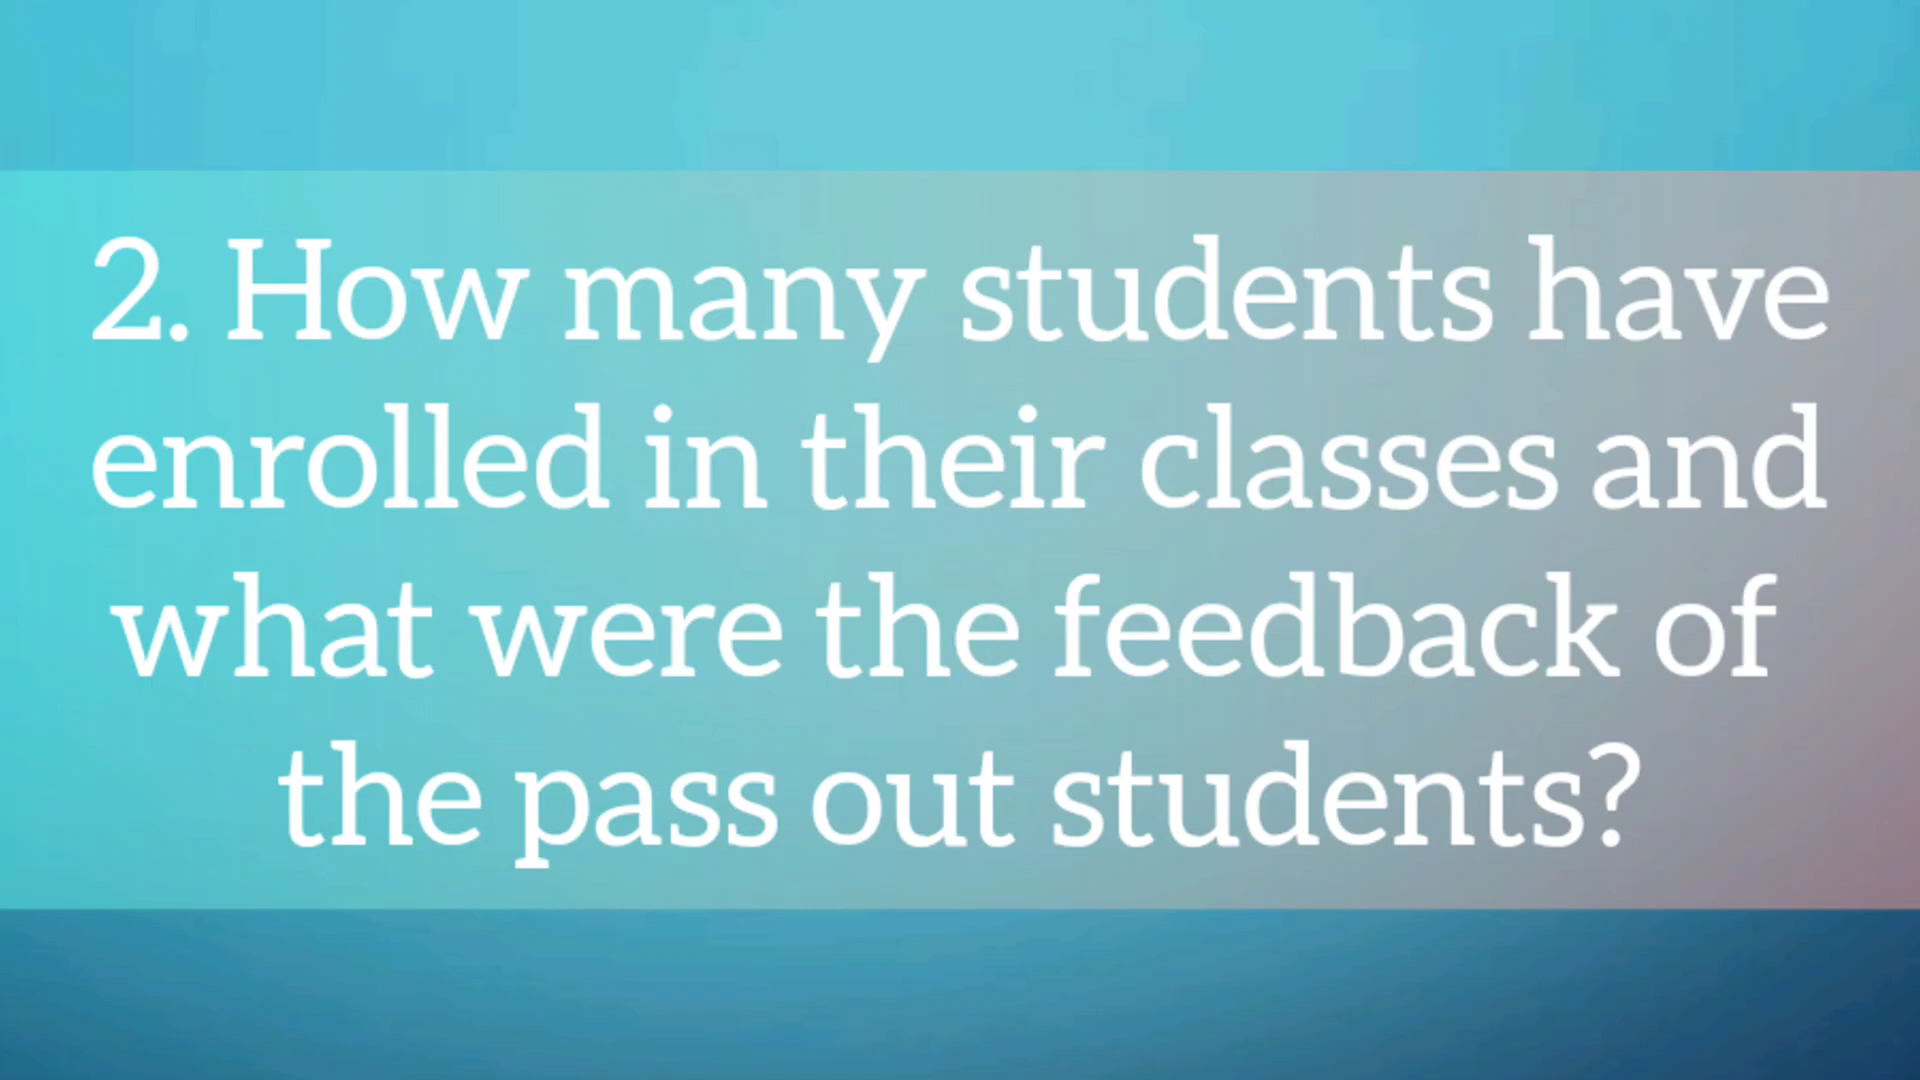 2. How many students have
enrolled in their classes and
what were the feedback of
the pass out students?